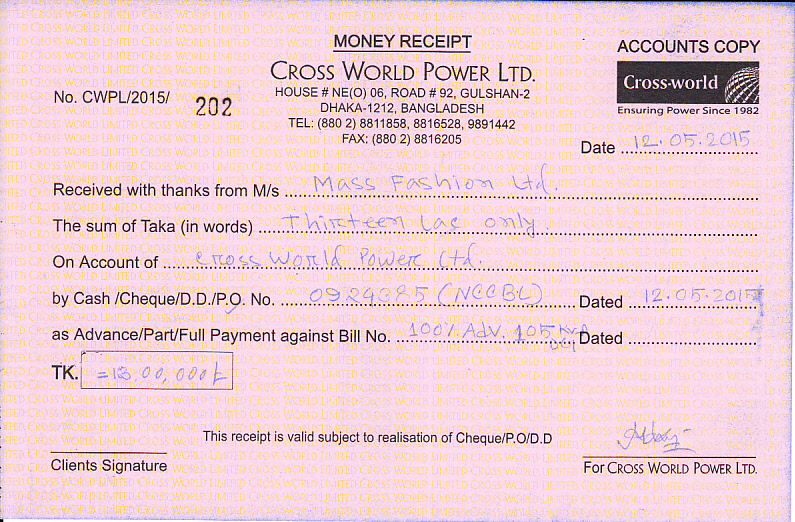 MONEY RECEIPT
ACCOUNTS COPY
CROSS WORLD POWER LTD.
Cross-world
Ensuring Power Since 1982
No. CWPL/2015/ 202
HOUSE # NE(O) 06, ROAD # 92, GULSHAN-2
DHAKA-1212, BANGLADESH
TEL: (880 2) 8811858, 8816528, 9891442
FAX: (880 2) 8816205
Date 12.05.2015
Received with thanks from M/s Mass Fashion Ltd.
The sum of Taka (in words) Thirteen lac only.
On Account of Cross World Power Ltd.
by Cash /Cheque/D.D./P.O. No. (NCCBL) Dated 12.05.2015
as Advance/Part/Full Payment against Bill No. 100% Adv. 105 KVA Dated
TK. =13,00,000/-
This receipt is valid subject to realisation of Cheque/P.O/D.D
Clients Signature
For CROSS WORLD POWER LTD.